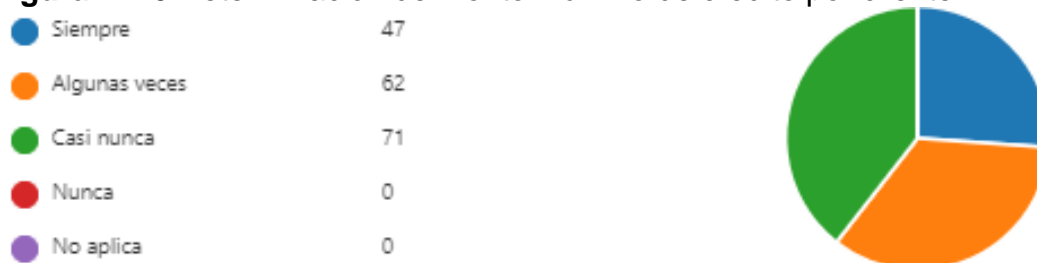 Siempre 47
Algunas veces 62
Casi nunca 71
Nunca 0
No aplica 0